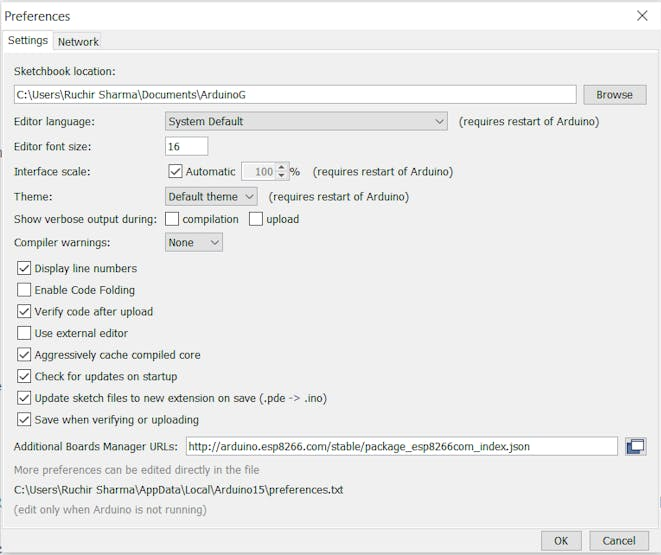 Preferences
Settings Network
Sketchbook location:
C:\Users\Ruchir Sharma\Documents\ArduinoG Browse
Editor language: System Default (requires restart of Arduino)
Editor font size: 16
Interface scale: Automatic 100 % (requires restart of Arduino)
Theme: Default theme (requires restart of Arduino)
Show verbose output during: compilation upload
Compiler warnings: None
Display line numbers
Enable Code Folding
Verify code after upload
Use external editor
Aggressively cache compiled core
Check for updates on startup
Update sketch files to new extension on save (.pde -> .ino)
Save when verifying or uploading
Additional Boards Manager URLs: http://arduino.esp8266.com/stable/package_esp8266com_index.json
More preferences can be edited directly in the file
C:\Users\Ruchir Sharma\AppData\Local\Arduino15\preferences.txt
(edit only when Arduino is not running)
OK Cancel